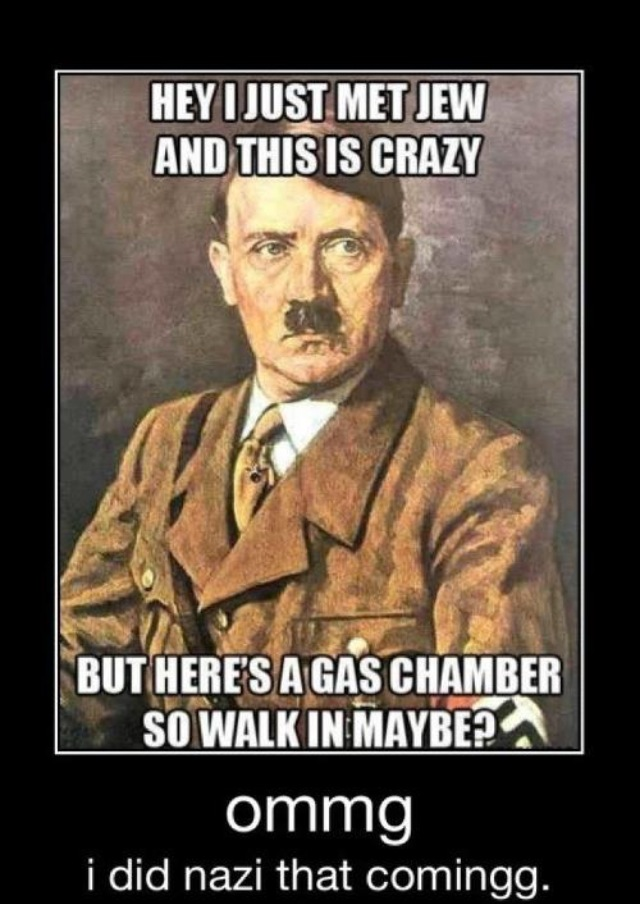 HEY I JUST MET JEW
AND THIS IS CRAZY
BUT HERE'S A GAS CHAMBER
SO WALK IN MAYBE?
ommg
i did nazi that comingg.